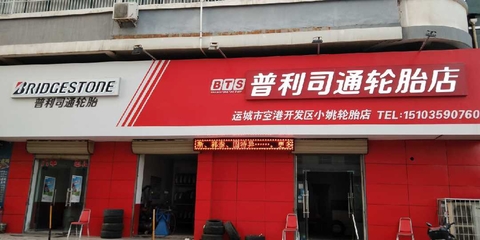 BRIDGESTONE
普利司通轮胎
BTS 普利司通轮胎店
运城市空港开发区小姚轮胎店 TEL:15103590760